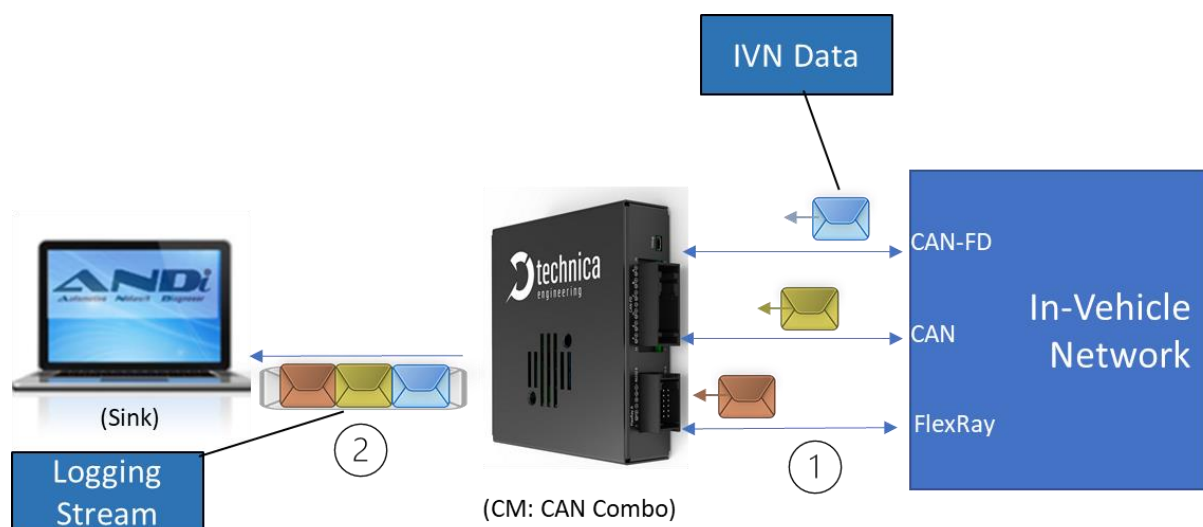 IVN Data
CAN-FD
CAN
FlexRay
In-Vehicle
Network
technica
engineering
ANDi
(Sink)
2
1
Logging
Stream
(CM: CAN Combo)